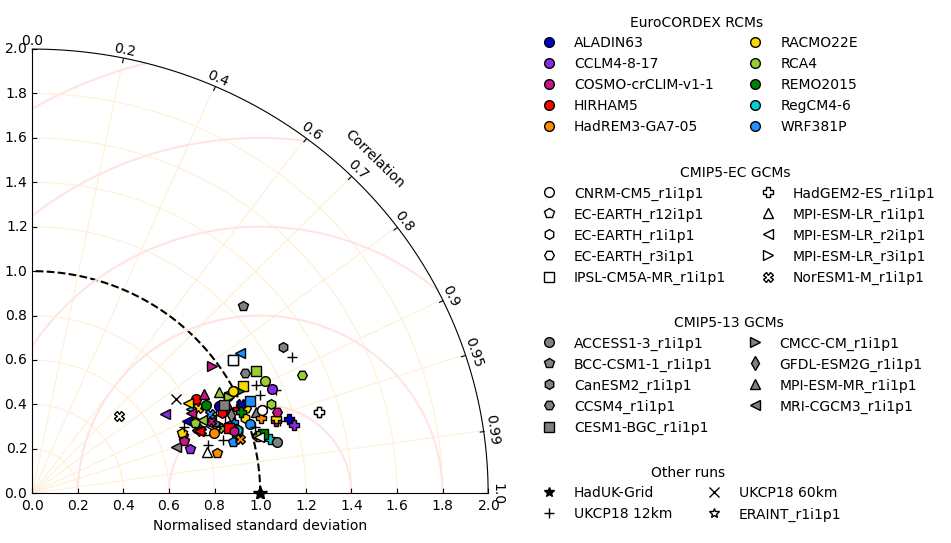 EuroCORDEX RCMs
ALADIN63 RACMO22E
CCLM4-8-17 RCA4
COSMO-crCLIM-v1-1 REMO2015
HIRHAM5 RegCM4-6
HadREM3-GA7-05 WRF381P
CMIP5-EC GCMs
CNRM-CM5_r1i1p1 HadGEM2-ES_r1i1p1
EC-EARTH_r12i1p1 MPI-ESM-LR_r1i1p1
EC-EARTH_r1i1p1 MPI-ESM-LR_r2i1p1
EC-EARTH_r3i1p1 MPI-ESM-LR_r3i1p1
IPSL-CM5A-MR_r1i1p1 NorESM1-M_r1i1p1
CMIP5-13 GCMs
ACCESS1-3_r1i1p1 CMCC-CM_r1i1p1
BCC-CSM1-1_r1i1p1 GFDL-ESM2G_r1i1p1
CanESM2_r1i1p1 MPI-ESM-MR_r1i1p1
CCSM4_r1i1p1 MRI-CGCM3_r1i1p1
CESM1-BGC_r1i1p1
Other runs
HadUK-Grid UKCP18 60km
UKCP18 12km ERAINT_r1i1p1
0.0
0.2
0.4
0.6
0.7
0.8
0.9
0.95
0.99
1.0
Correlation
2.0
1.8
1.6
1.4
1.2
1.0
0.8
0.6
0.4
0.2
0.0
0.0 0.2 0.4 0.6 0.8 1.0 1.2 1.4 1.6 1.8 2.0
Normalised standard deviation